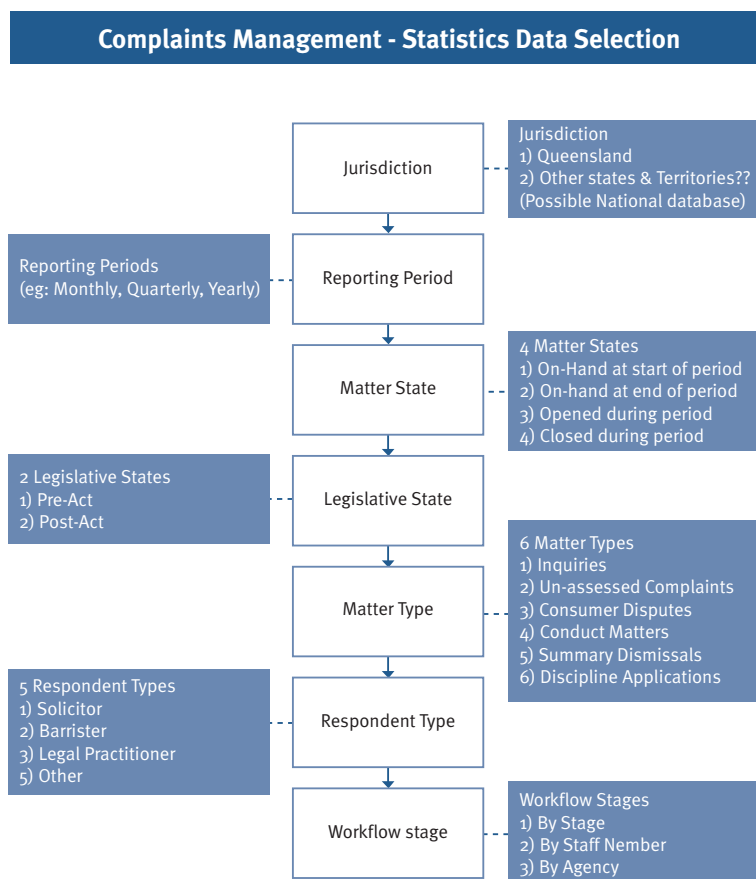 Complaints Management - Statistics Data Selection
Jurisdiction
Jurisdiction
1) Queensland
2) Other states & Territories??
(Possible National database)
Reporting Periods
(eg: Monthly, Quarterly, Yearly)
Reporting Period
Matter State
4 Matter States
1) On-Hand at start of period
2) On-hand at end of period
3) Opened during period
4) Closed during period
2 Legislative States
1) Pre-Act
2) Post-Act
Legislative State
Matter Type
6 Matter Types
1) Inquiries
2) Un-assessed Complaints
3) Consumer Disputes
4) Conduct Matters
5) Summary Dismissals
6) Discipline Applications
5 Respondent Types
1) Solicitor
2) Barrister
3) Legal Practitioner
5) Other
Respondent Type
Workflow stage
Workflow Stages
1) By Stage
2) By Staff Nember
3) By Agency